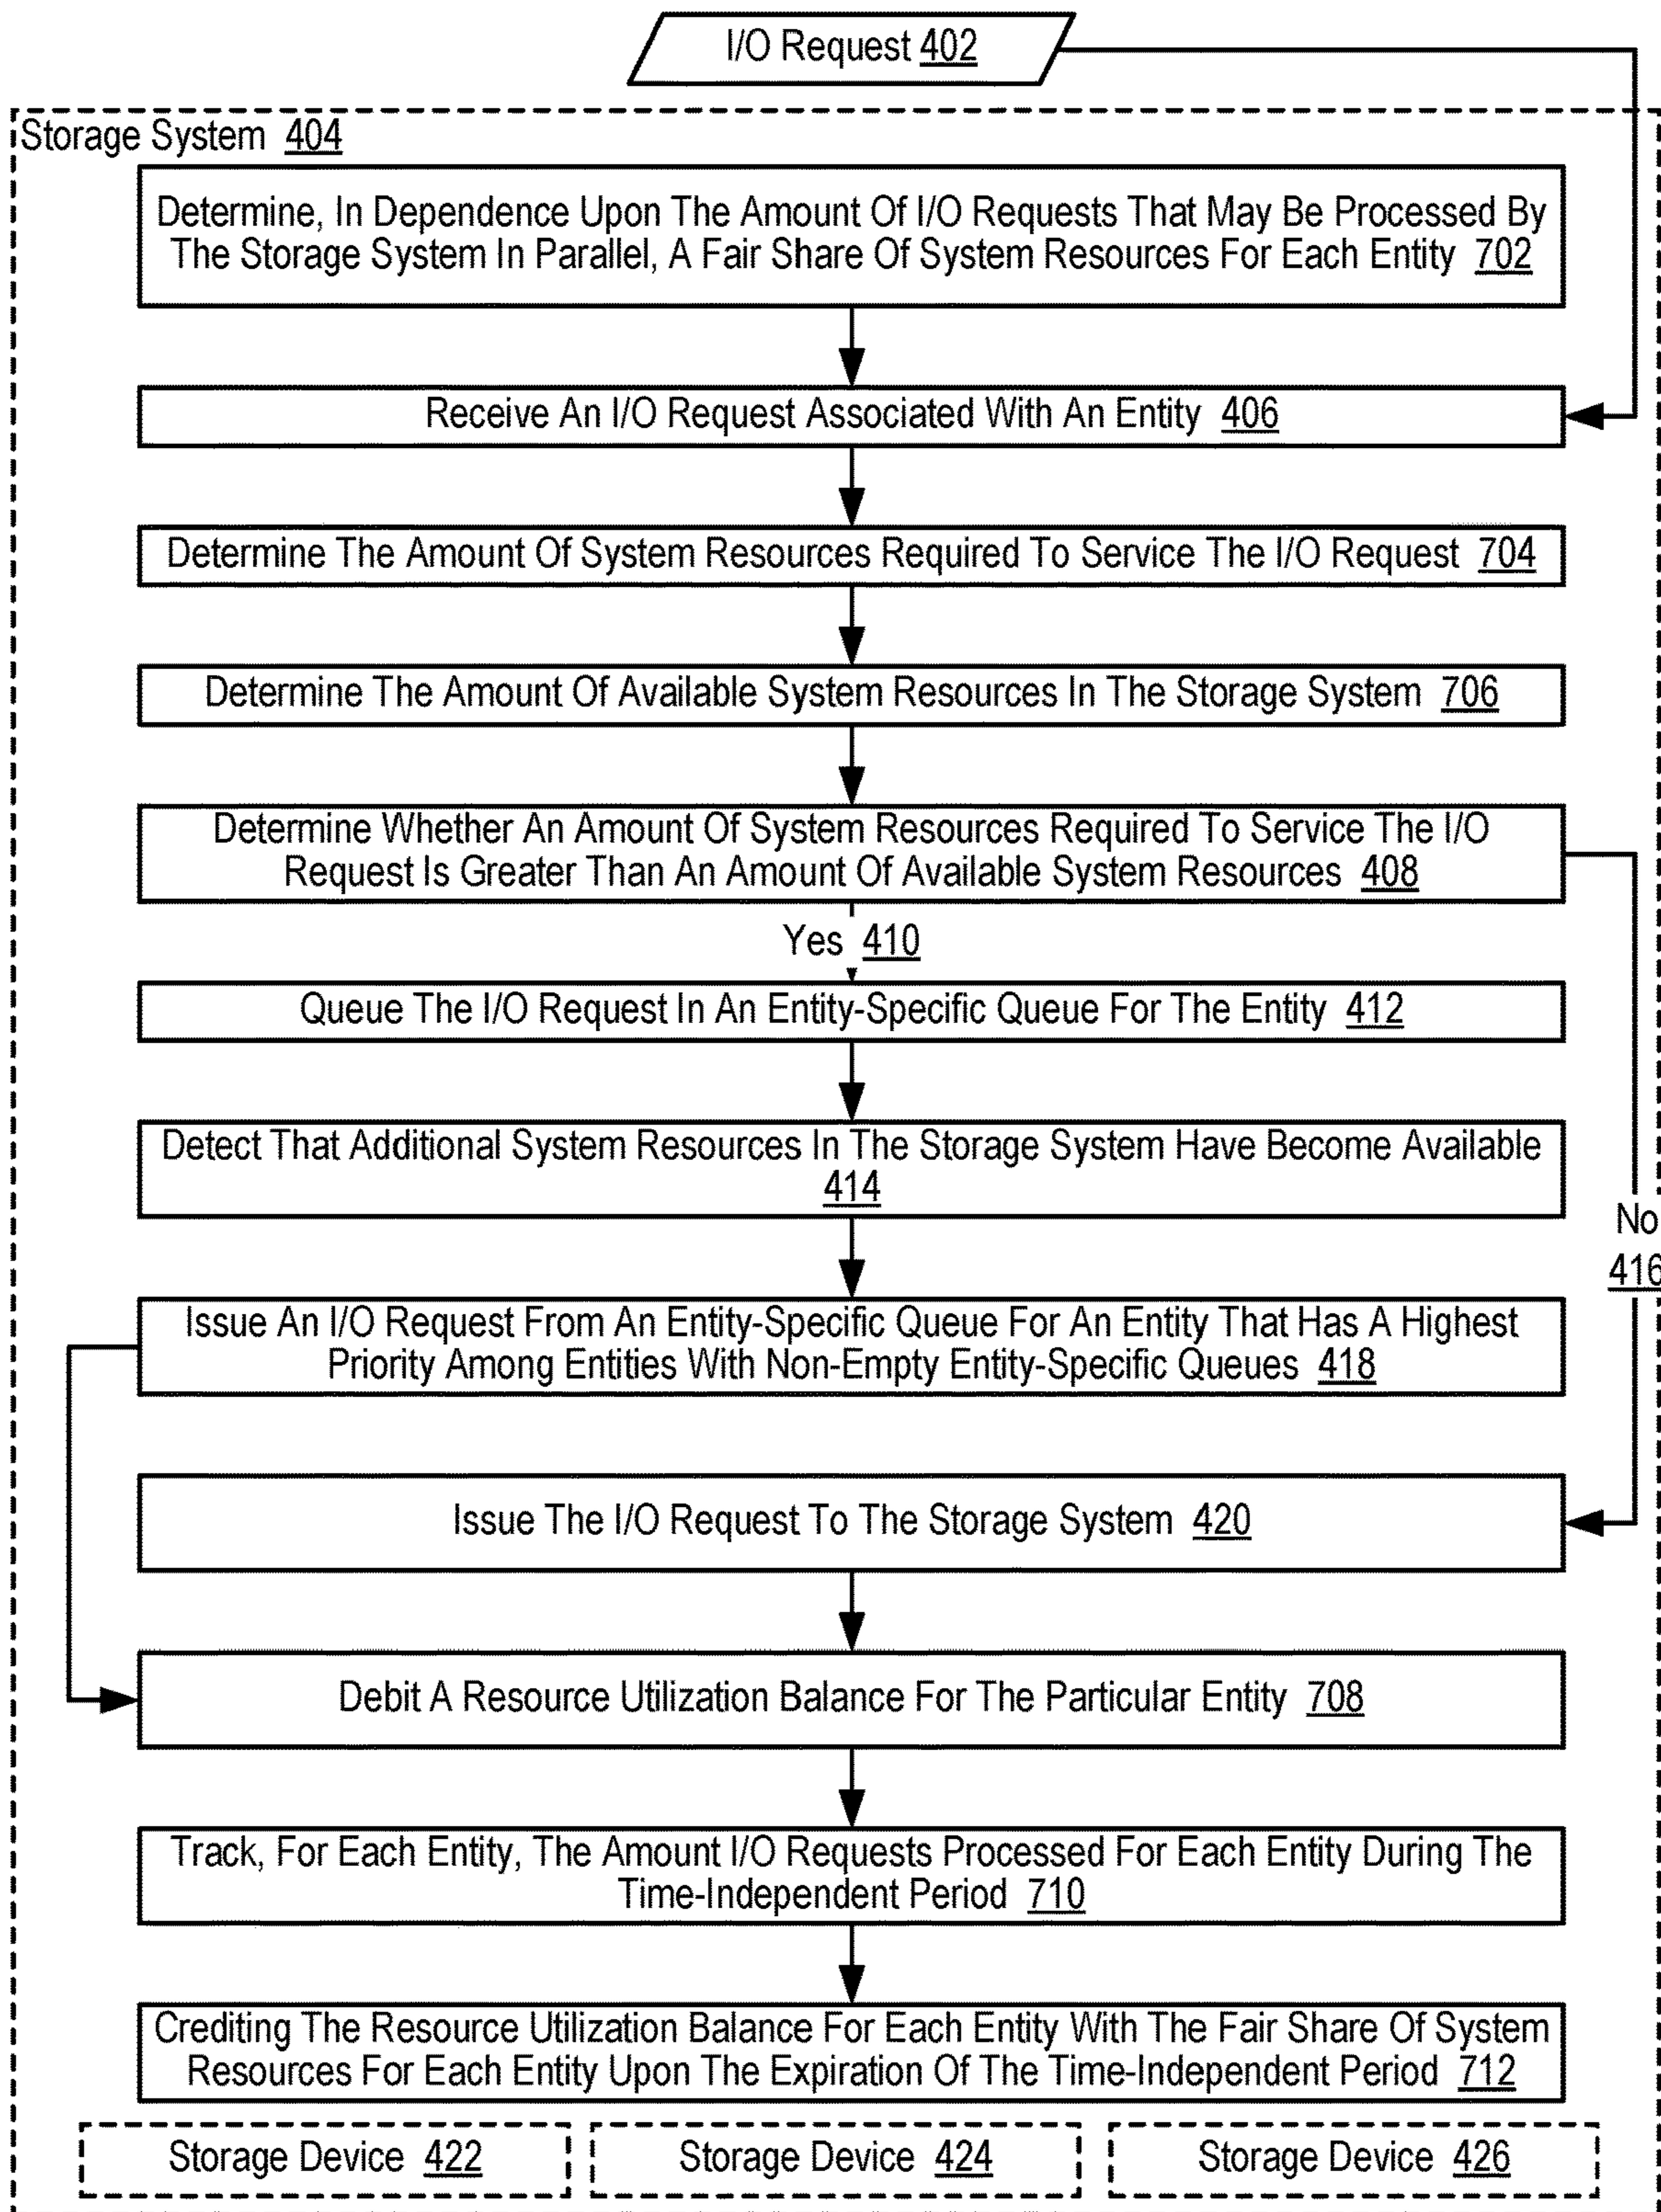 I/O Request 402
Storage System 404
Determine, In Dependence Upon The Amount Of I/O Requests That May Be Processed By
The Storage System In Parallel, A Fair Share Of System Resources For Each Entity 702
Receive An I/O Request Associated With An Entity 406
Determine The Amount Of System Resources Required To Service The I/O Request 704
Determine The Amount Of Available System Resources In The Storage System 706
Determine Whether An Amount Of System Resources Required To Service The I/O
Request Is Greater Than An Amount Of Available System Resources 408
Yes 410
Queue The I/O Request In An Entity-Specific Queue For The Entity 412
Detect That Additional System Resources In The Storage System Have Become Available
414
No
416
Issue An I/O Request From An Entity-Specific Queue For An Entity That Has A Highest
Priority Among Entities With Non-Empty Entity-Specific Queues 418
Issue The I/O Request To The Storage System 420
Debit A Resource Utilization Balance For The Particular Entity 708
Track, For Each Entity, The Amount I/O Requests Processed For Each Entity During The
Time-Independent Period 710
Crediting The Resource Utilization Balance For Each Entity With The Fair Share Of System
Resources For Each Entity Upon The Expiration Of The Time-Independent Period 712
Storage Device 422
Storage Device 424
Storage Device 426